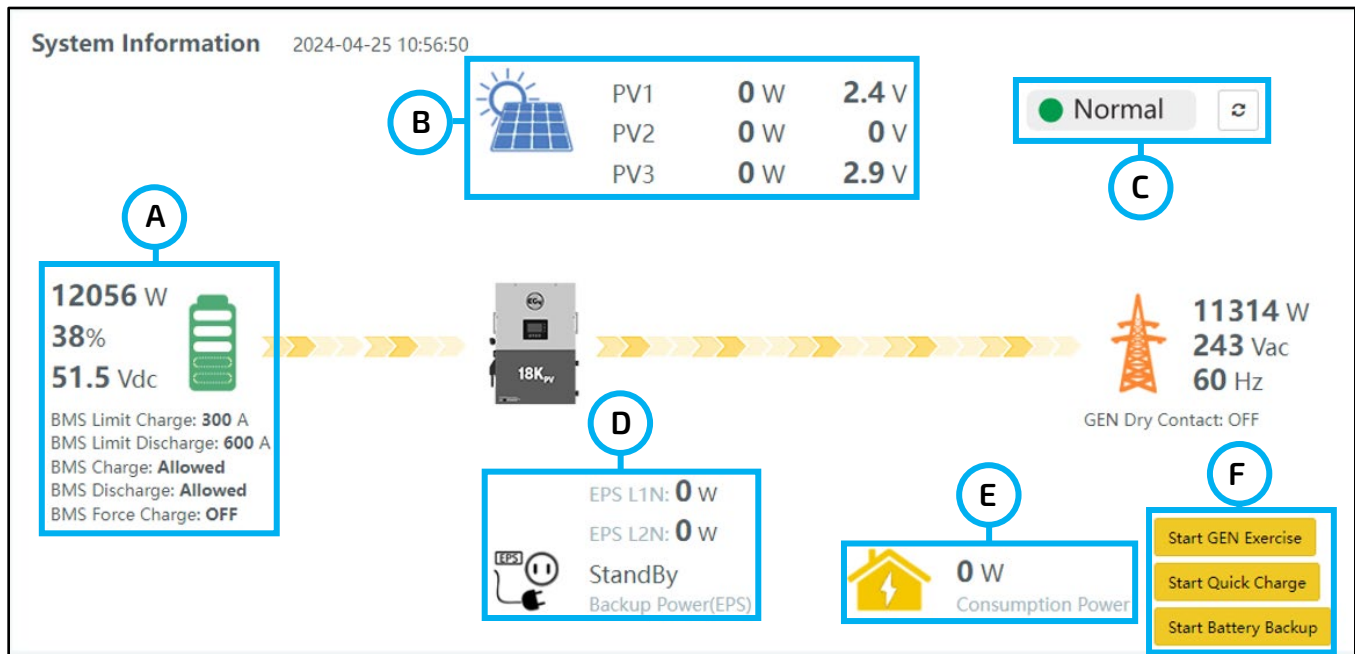 System Information 2024-04-25 10:56:50
B
PV1 0 W 2.4 V
PV2 0 W 0 V
PV3 0 W 2.9 V
Normal
C
A
12056 W
38%
51.5 Vdc
BMS Limit Charge: 300 A
BMS Limit Discharge: 600 A
BMS Charge: Allowed
BMS Discharge: Allowed
BMS Force Charge: OFF
EG4
18KPV
11314 W
243 Vac
60 Hz
GEN Dry Contact: OFF
D
EPS L1N: 0 W
EPS L2N: 0 W
EPS
StandBy
Backup Power(EPS)
E
0 W
Consumption Power
F
Start GEN Exercise
Start Quick Charge
Start Battery Backup